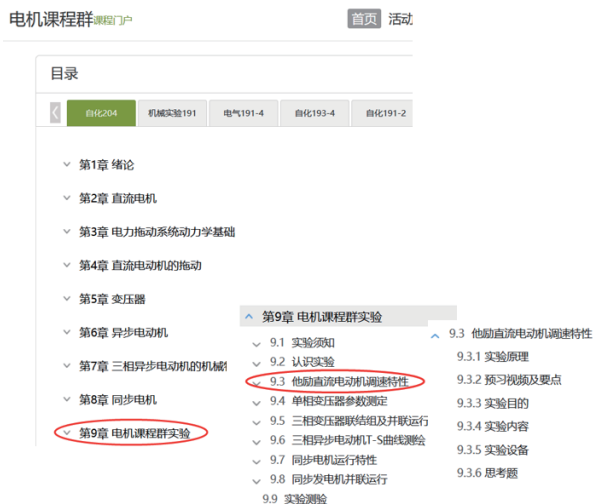 电机课程群课程门户
首页 活动
目录
自化204 机械实验191 电气191-4 自化193-4 自化191-2
第1章 绪论
第2章 直流电机
第3章 电力拖动系统动力学基础
第4章 直流电动机的拖动
第5章 变压器
第6章 异步电动机
第7章 三相异步电动机的机械
第8章 同步电机
第9章 电机课程群实验
第9章 电机课程群实验
9.1 实验须知
9.2 认识实验
9.3 他励直流电动机调速特性
9.4 单相变压器参数测定
9.5 三相变压器联结组及并联运行
9.6 三相异步电动机T-S曲线测绘
9.7 同步电机运行特性
9.8 同步发电机并联运行
9.9 实验测验
9.3 他励直流电动机调速特性
9.3.1 实验原理
9.3.2 预习视频及要点
9.3.3 实验目的
9.3.4 实验内容
9.3.5 实验设备
9.3.6 思考题